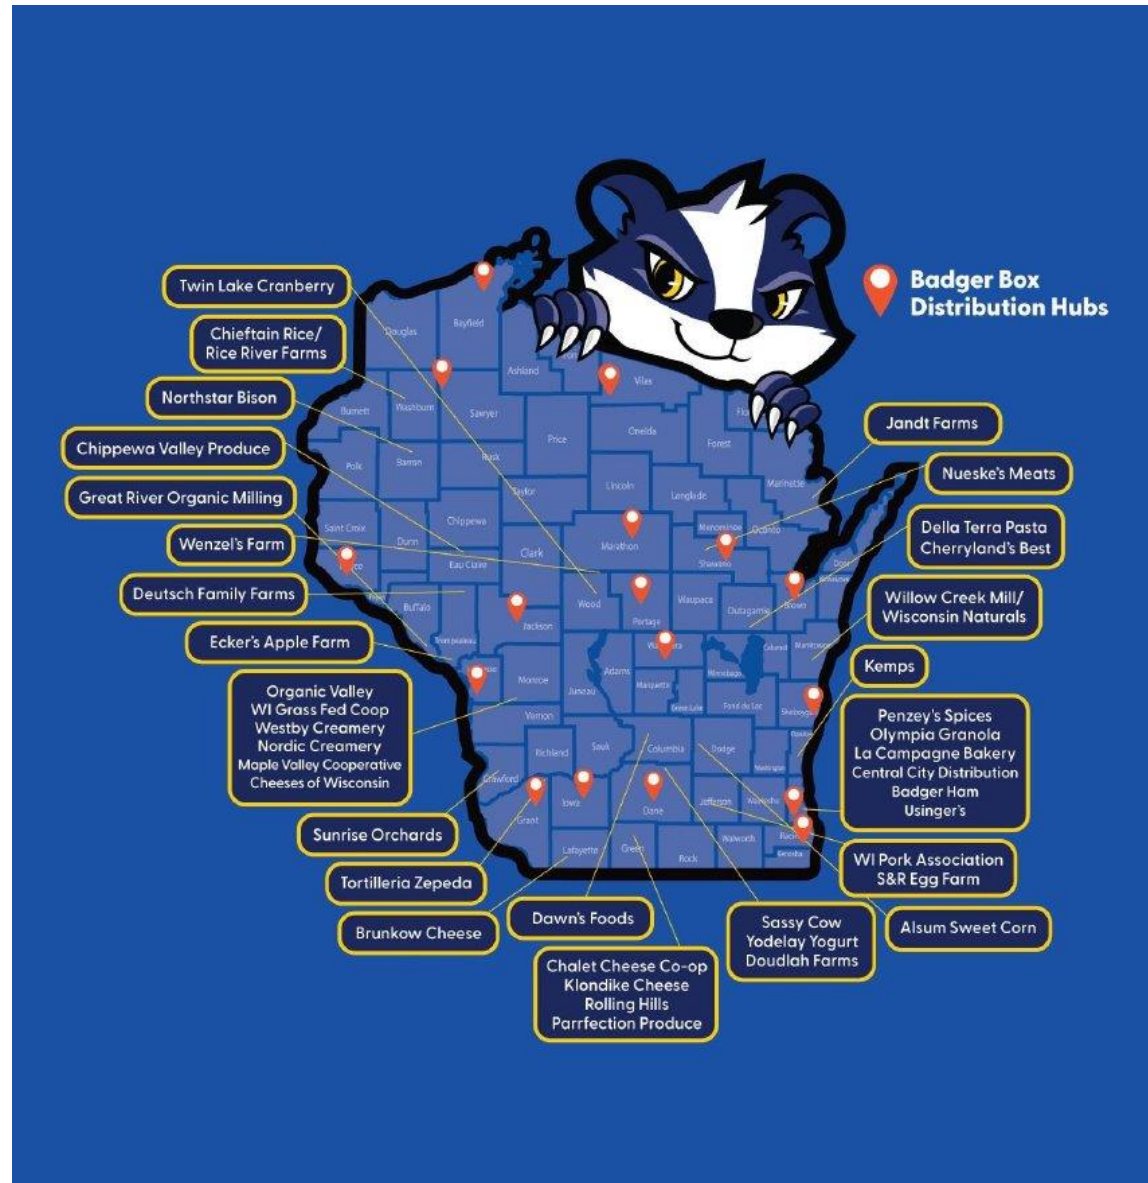 Badger Box
Distribution Hubs
Twin Lake Cranberry
Chieftain Rice/
Rice River Farms
Northstar Bison
Chippewa Valley Produce
Great River Organic Milling
Wenzel's Farm
Deutsch Family Farms
Ecker's Apple Farm
Organic Valley
WI Grass Fed Coop
Westby Creamery
Nordic Creamery
Maple Valley Cooperative
Cheeses of Wisconsin
Sunrise Orchards
Tortilleria Zepeda
Brunkow Cheese
Dawn's Foods
Chalet Cheese Co-op
Klondike Cheese
Rolling Hills
Parrfection Produce
Sassy Cow
Yodelay Yogurt
Doudlah Farms
Alsum Sweet Corn
WI Pork Association
S&R Egg Farm
Penzey's Spices
Olympia Granola
La Campagne Bakery
Central City Distribution
Badger Ham
Usinger's
Kemps
Willow Creek Mill/
Wisconsin Naturals
Della Terra Pasta
Cherryland's Best
Nueske's Meats
Jandt Farms
Douglas
Bayfield
Ashland
Vilas
Burnett
Washburn
Sawyer
Price
Oneida
Forest
Marinette
Polk
Barron
Rusk
Taylor
Lincoln
Langlade
Menominee
Oconto
Saint Croix
Dunn
Chippewa
Clark
Marathon
Shawano
Door
Eau Claire
Buffalo
Trempealeau
Jackson
Wood
Portage
Waupaca
Outagamie
Brown
Monroe
Juneau
Adams
Marquette
Green Lake
Winnebago
Calumet
Manitowoc
Fond du Lac
Sheboygan
Vernon
Crawford
Richland
Sauk
Columbia
Dodge
Washington
Grant
Iowa
Dane
Jefferson
Waukesha
Lafayette
Green
Rock
Walworth
Kenosha